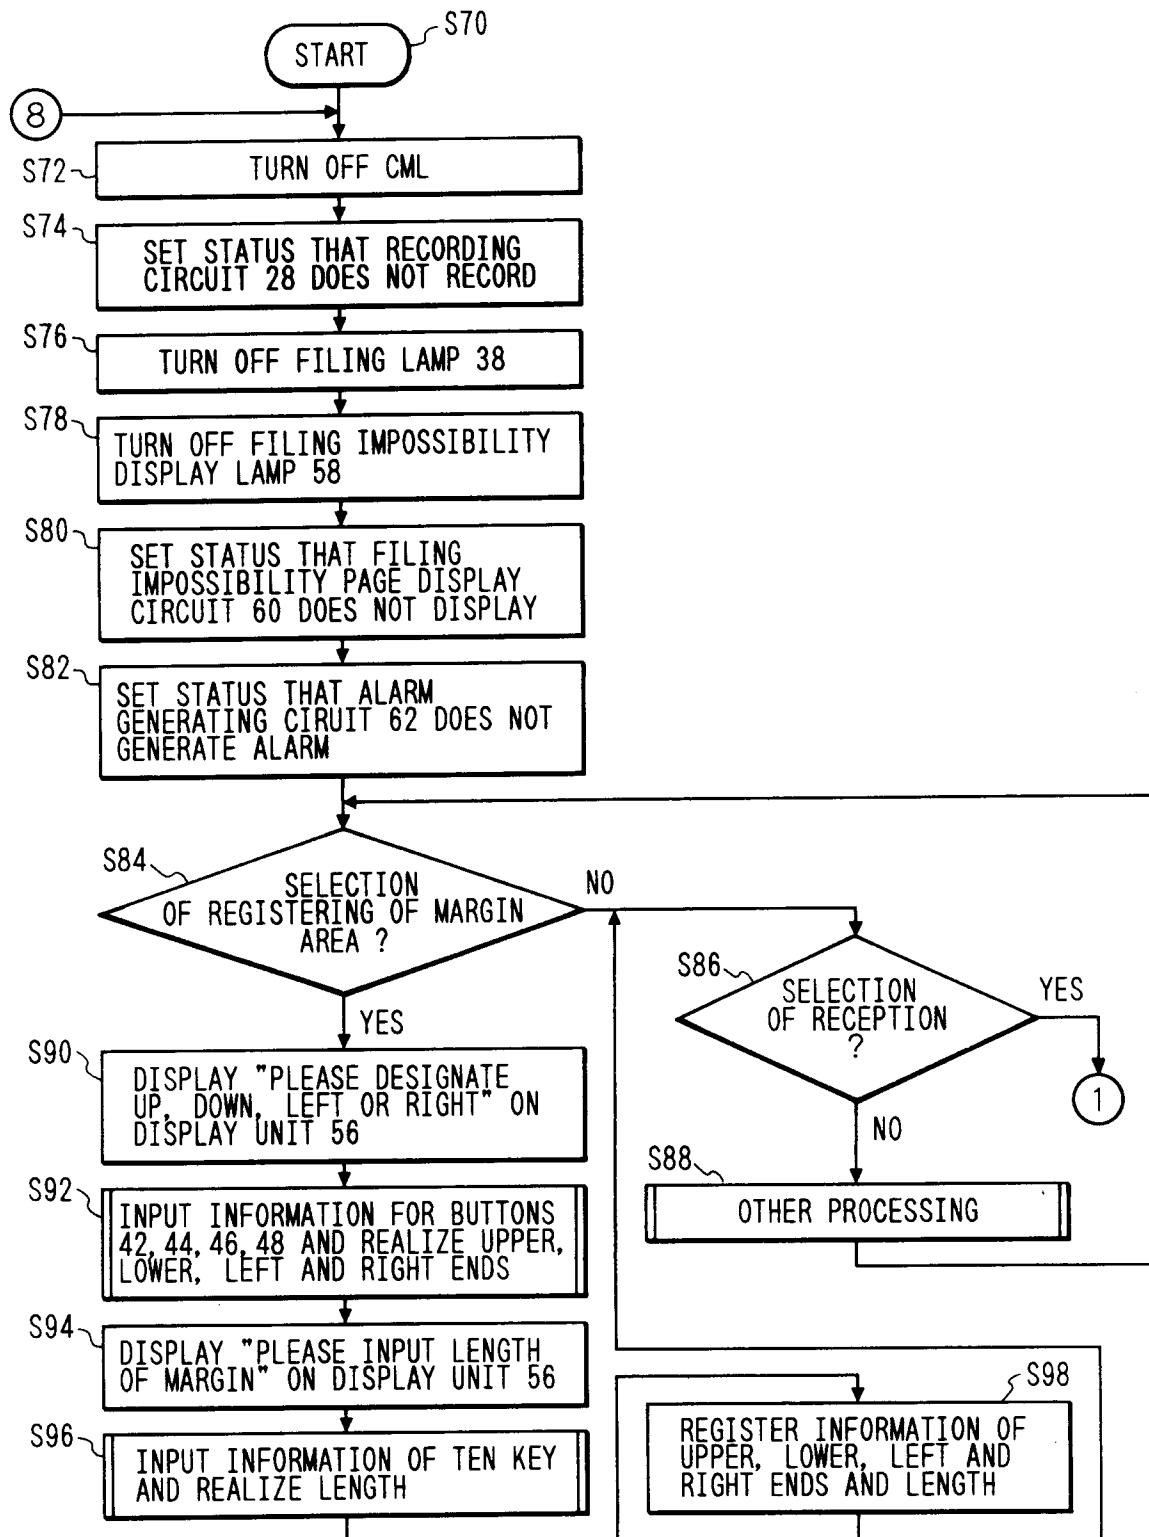 S70
START
8
S72
TURN OFF CML
S74
SET STATUS THAT RECORDING
CIRCUIT 28 DOES NOT RECORD
S76
TURN OFF FILING LAMP 38
S78
TURN OFF FILING IMPOSSIBILITY
DISPLAY LAMP 58
S80
SET STATUS THAT FILING
IMPOSSIBILITY PAGE DISPLAY
CIRCUIT 60 DOES NOT DISPLAY
S82
SET STATUS THAT ALARM
GENERATING CIRUIT 62 DOES NOT
GENERATE ALARM
S84
SELECTION
OF REGISTERING OF MARGIN
AREA ?
NO
YES
S86
SELECTION
OF RECEPTION
?
YES
1
NO
S88
OTHER PROCESSING
S90
DISPLAY "PLEASE DESIGNATE
UP, DOWN, LEFT OR RIGHT" ON
DISPLAY UNIT 56
S92
INPUT INFORMATION FOR BUTTONS
42, 44, 46, 48 AND REALIZE UPPER,
LOWER, LEFT AND RIGHT ENDS
S94
DISPLAY "PLEASE INPUT LENGTH
OF MARGIN" ON DISPLAY UNIT 56
S96
INPUT INFORMATION OF TEN KEY
AND REALIZE LENGTH
S98
REGISTER INFORMATION OF
UPPER, LOWER, LEFT AND
RIGHT ENDS AND LENGTH